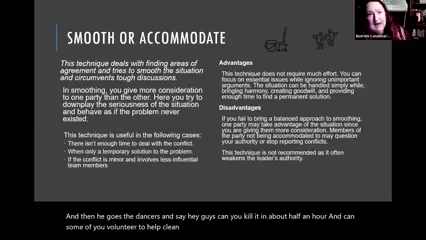 Beatriz Candelari
SMOOTH OR ACCOMMODATE
This technique deals with finding areas of
agreement and tries to smooth the situation
and circumvents tough discussions.
In smoothing, you give more consideration
to one party than the other. Here you try to
downplay the seriousness of the situation
and behave as if the problem never
existed.
This technique is useful in the following cases:
There isn't enough time to deal with the conflict.
When only a temporary solution to the problem.
If the conflict is minor and involves less-influential
team members
Advantages
This technique does not require much effort. You can
focus on essential issues while ignoring unimportant
arguments. The situation can be handled simply while,
bringing harmony, creating goodwill, and providing
enough time to find a permanent solution.
Disadvantages
If you fail to bring a balanced approach to smoothing,
one party may take advantage of the situation since
you are giving them more consideration. Members of the
party not being accommodated to may question
your authority or stop reporting conflicts.
This technique is not recommended as it often
weakens the leader's authority.
And then he goes the dancers and say hey guys can you kill it in about half an hour And can
some of you volunteer to help clean